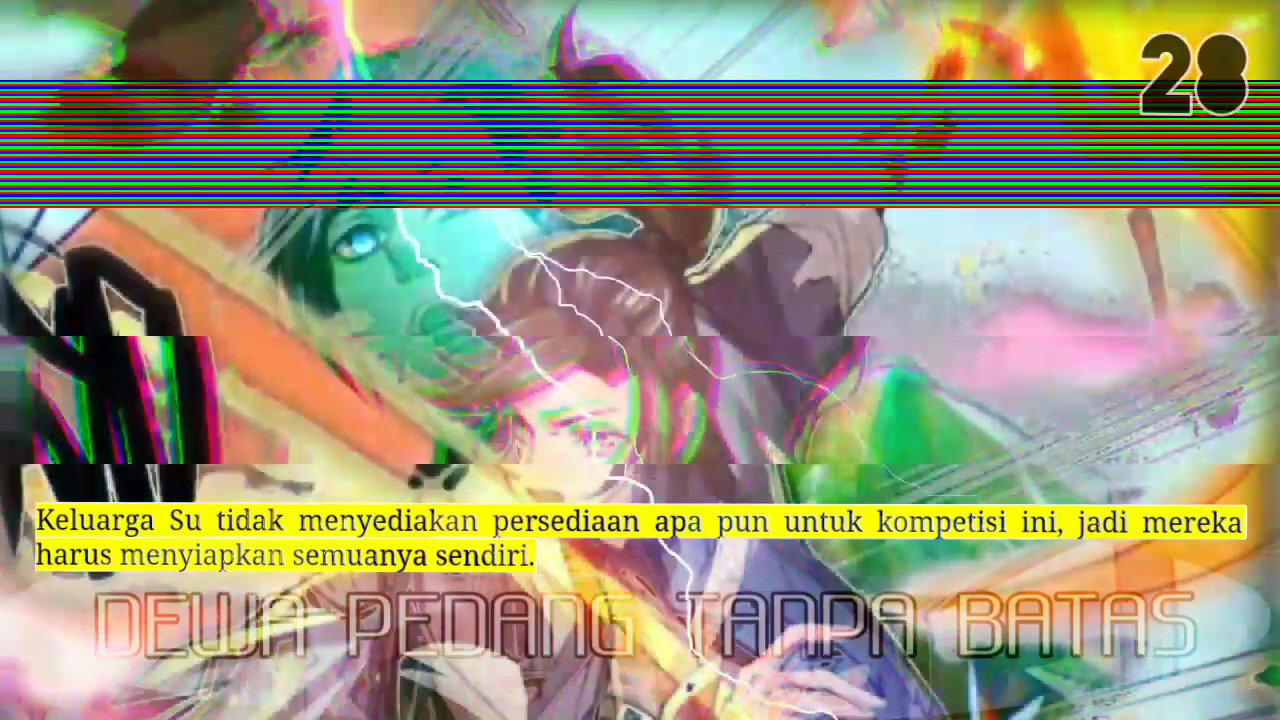 28
Keluarga Su tidak menyediakan persediaan apa pun untuk kompetisi ini, jadi mereka
harus menyiapkan semuanya sendiri.
DEWA PEDANG TANPA BATAS